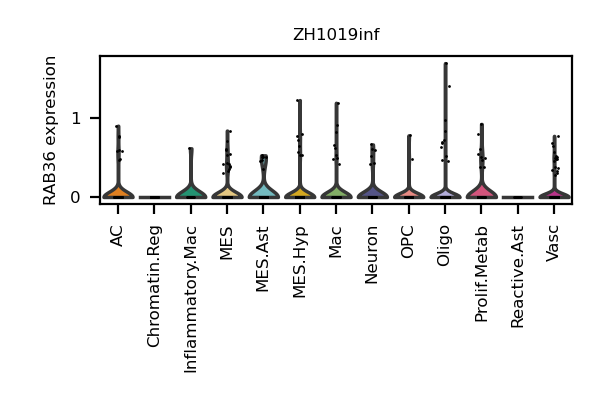 ZH1019inf
RAB36 expression
1
0
AC
Chromatin.Reg
Inflammatory.Mac
MES
MES.Ast
MES.Hyp
Mac
Neuron
OPC
Oligo
Prolif.Metab
Reactive.Ast
Vasc